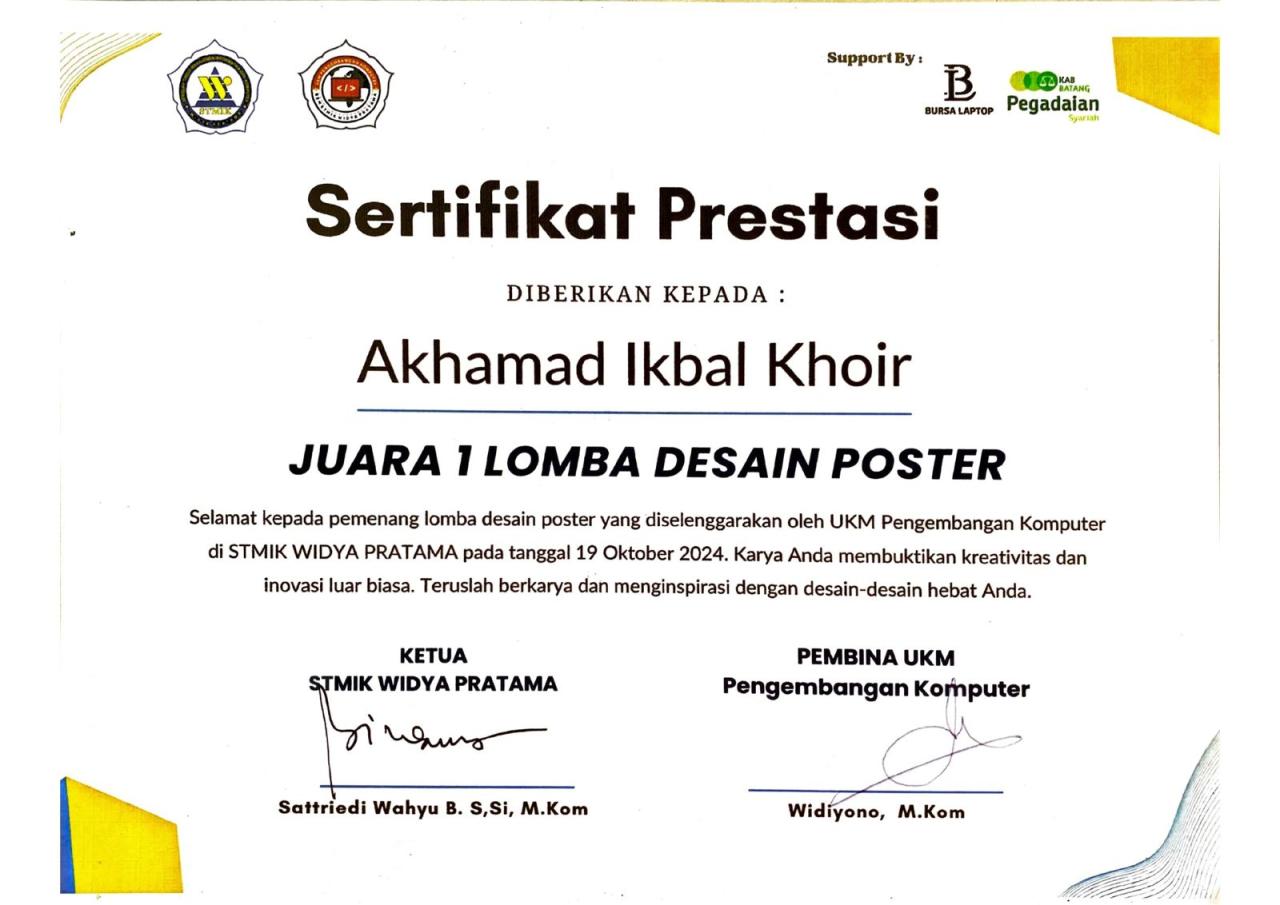 Support By :
STMIK
</>
BURSA LAPTOP
KAB
BATANG
Pegadaian
Syariah
Sertifikat Prestasi
DIBERIKAN KEPADA :
Akhamad Ikbal Khoir
JUARA 1 LOMBA DESAIN POSTER
Selamat kepada pemenang lomba desain poster yang diselenggarakan oleh UKM Pengembangan Komputer
di STMIK WIDYA PRATAMA pada tanggal 19 Oktober 2024. Karya Anda membuktikan kreativitas dan
inovasi luar biasa. Teruslah berkarya dan menginspirasi dengan desain-desain hebat Anda.
KETUA
STMIK WIDYA PRATAMA
Sattriedi Wahyu B. S,Si, M.Kom
PEMBINA UKM
Pengembangan Komputer
Widiyono, M.Kom